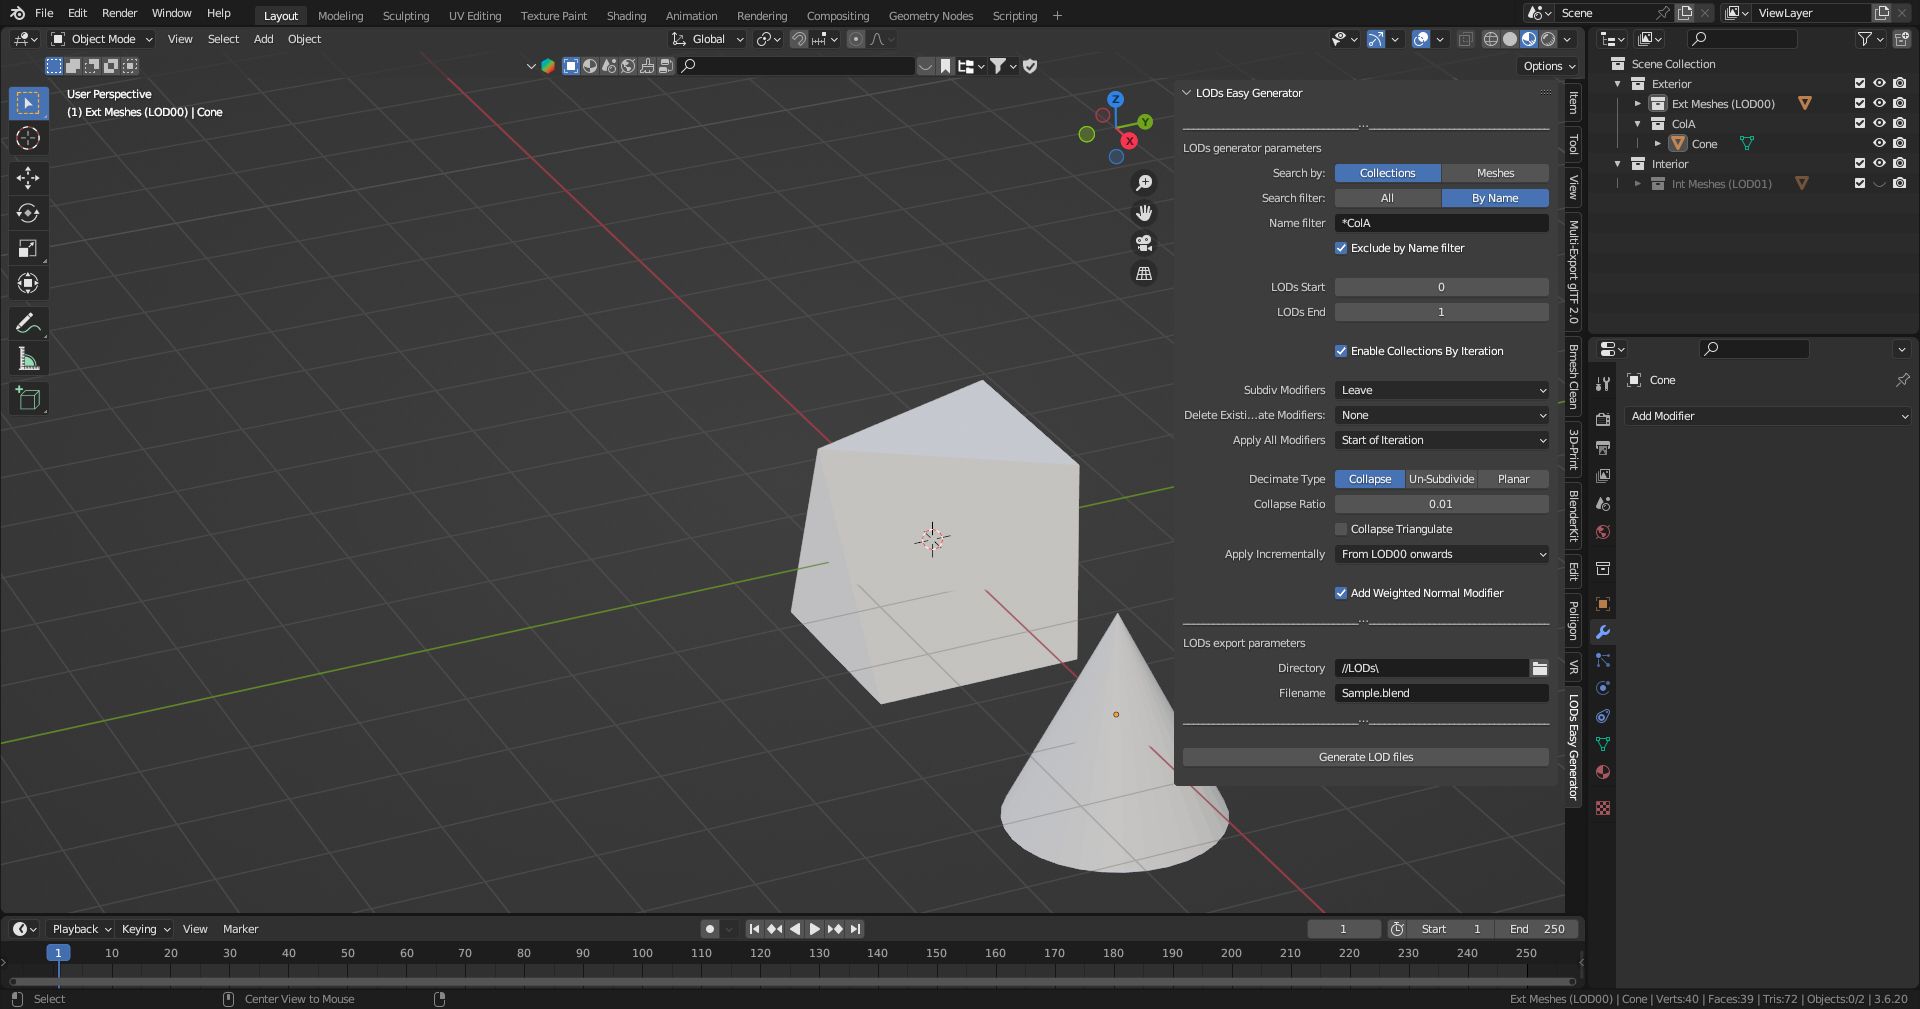 File Edit Render Window Help Layout Modeling Sculpting UV Editing Texture Paint Shading Animation Rendering Compositing Geometry Nodes Scripting + Scene ViewLayer
Object Mode View Select Add Object Global
Options
User Perspective
(1) Ext Meshes (LOD00) | Cone
Z
Y
X
LODs Easy Generator
LODs generator parameters
Search by: Collections Meshes
Search filter: All By Name
Name filter *ColA
Exclude by Name filter
LODs Start 0
LODs End 1
Enable Collections By Iteration
Subdiv Modifiers Leave
Delete Existi...ate Modifiers: None
Apply All Modifiers Start of Iteration
Decimate Type Collapse Un-Subdivide Planar
Collapse Ratio 0.01
Collapse Triangulate
Apply Incrementally From LOD00 onwards
Add Weighted Normal Modifier
LODs export parameters
Directory //LODs\
Filename Sample.blend
Generate LOD files
Item
Tool
View
Multi-Export glTF 2.0
Bmesh Clean
3D-Print
BlenderKit
Edit
Poliigon
VR
LODs Easy Generator
Scene Collection
Exterior
Ext Meshes (LOD00)
ColA
Cone
Interior
Int Meshes (LOD01)
Cone
Add Modifier
Playback Keying View Marker 1 Start 1 End 250
1 10 20 30 40 50 60 70 80 90 100 110 120 130 140 150 160 170 180 190 200 210 220 230 240 250
Select Center View to Mouse Ext Meshes (LOD00) | Cone | Verts:40 | Faces:39 | Tris:72 | Objects:0/2 | 3.6.20